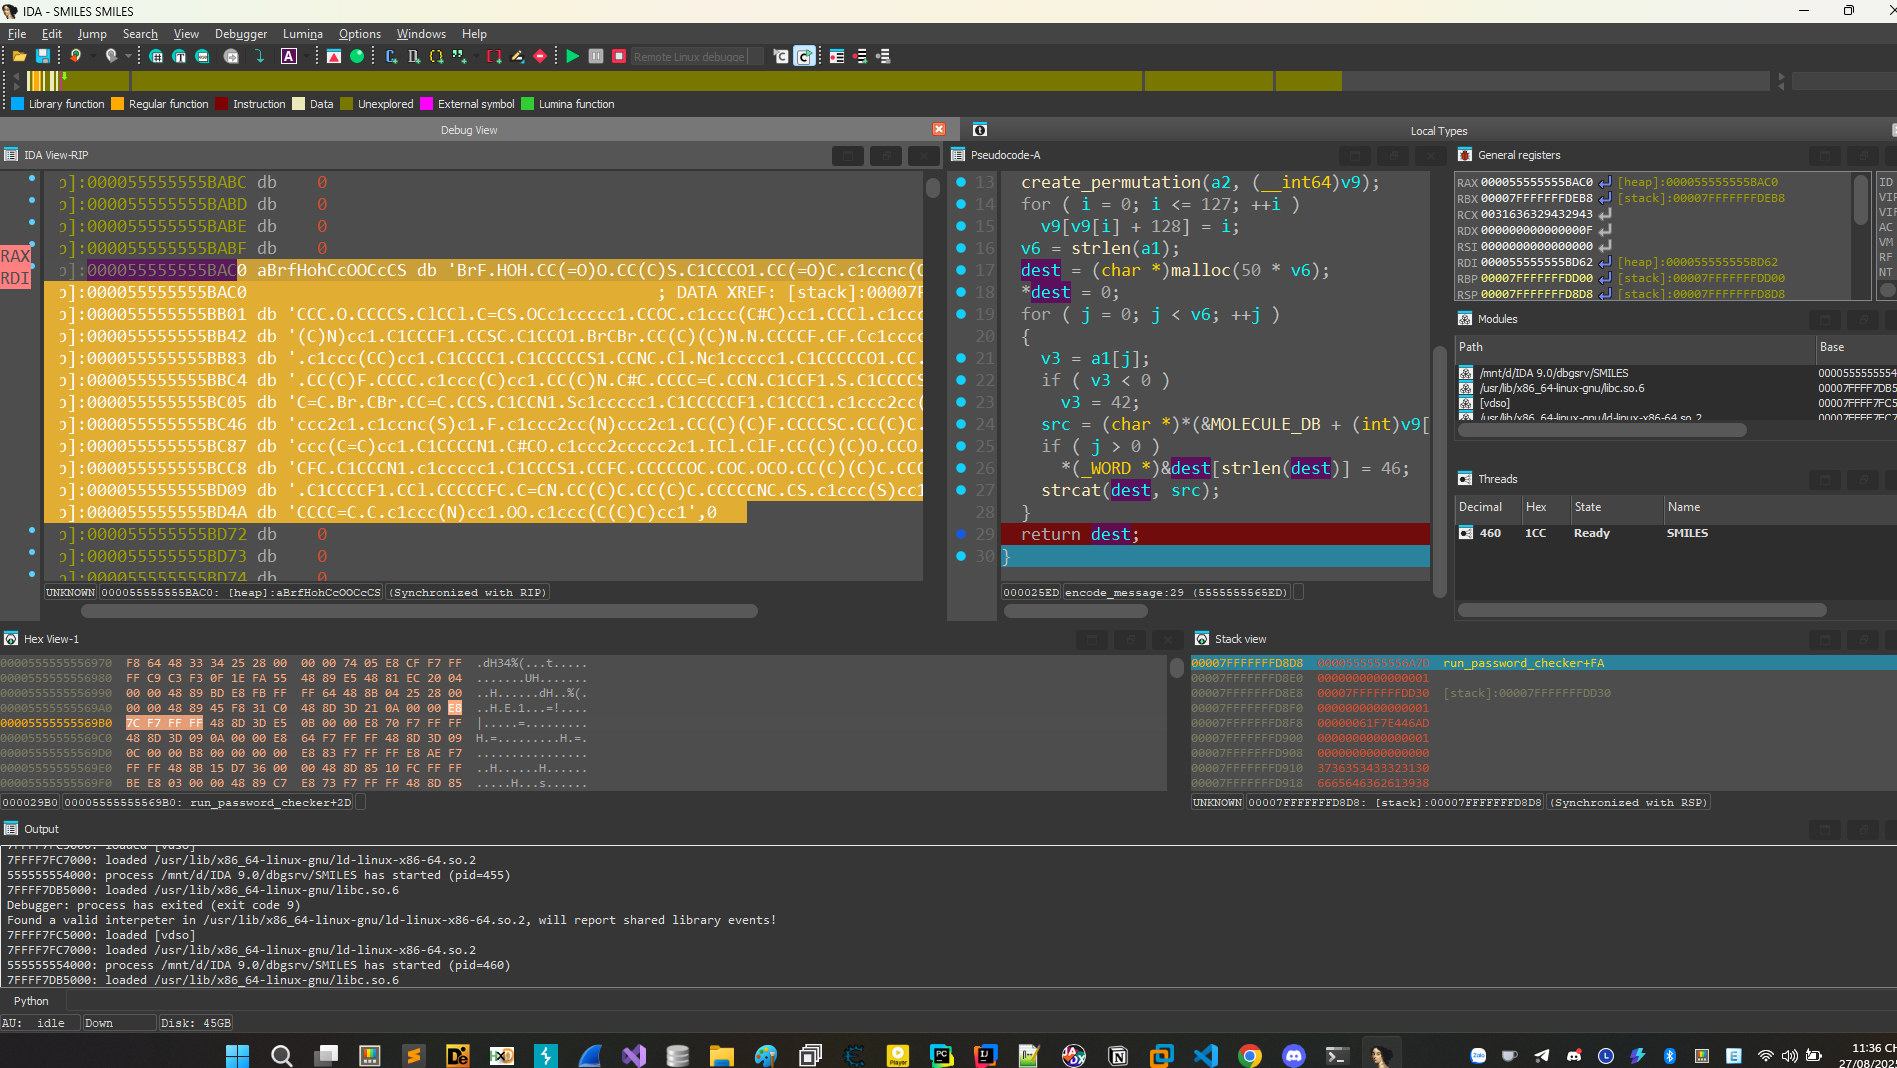 IDA - SMILES SMILES
File Edit Jump Search View Debugger Lumina Options Windows Help
Remote Linux debugge
Library function Regular function Instruction Data Unexplored External symbol Lumina function
Debug View
Local Types
IDA View-RIP
RAX
RDI
]:000055555555BABC db 0
]:000055555555BABD db 0
]:000055555555BABE db 0
]:000055555555BABF db 0
]:000055555555BAC0 aBrfHohCcOOCcCS db 'BrF.HOH.CC(=O)O.CC(C)S.C1CCCO1.CC(=O)C.c1ccnc(C
]:000055555555BAC0 ; DATA XREF: [stack]:00007F
]:000055555555BB01 db 'CCC.O.CCCCS.ClCCl.C=CS.OCc1ccccc1.CCOC.c1ccc(C#C)cc1.CCCl.c1ccc
]:000055555555BB42 db '(C)N)cc1.C1CCCF1.CCSC.C1CCO1.BrCBr.CC(C)(C)N.N.CCCCF.CF.Cc1cccc
]:000055555555BB83 db '.c1ccc(CC)cc1.C1CCCC1.C1CCCCCS1.CCNC.Cl.Nc1ccccc1.C1CCCCCO1.CC.
]:000055555555BBC4 db '.CC(C)F.CCCC.c1ccc(C)cc1.CC(C)N.C#C.CCCC=C.CCN.C1CCF1.S.C1CCCCS
]:000055555555BC05 db 'C=C.Br.CBr.CC=C.CCS.C1CCN1.Sc1ccccc1.C1CCCCCF1.C1CCC1.c1ccc2cc(
]:000055555555BC46 db 'ccc2c1.c1ccnc(S)c1.F.c1ccc2cc(N)ccc2c1.CC(C)(C)F.CCCCSC.CC(C)C.
]:000055555555BC87 db 'ccc(C=C)cc1.C1CCCCN1.C#CO.c1ccc2ccccc2c1.ICl.ClF.CC(C)(C)O.CCO.
]:000055555555BCC8 db 'CFC.C1CCCN1.c1ccccc1.C1CCCS1.CCFC.CCCCCOC.COC.OCO.CC(C)(C)C.CCC
]:000055555555BD09 db '.C1CCCCF1.CCl.CCCCCFC.C=CN.CC(C)C.CC(C)C.CCCCCNC.CS.c1ccc(S)cc1
]:000055555555BD4A db 'CCCC=C.C.c1ccc(N)cc1.OO.c1ccc(C(C)C)cc1',0
]:000055555555BD72 db 0
]:000055555555BD73 db 0
]:000055555555BD74 db 0
UNKNOWN 000055555555BAC0: [heap]:aBrfHohCcOOCcCS (Synchronized with RIP)
Pseudocode-A
13 create_permutation(a2, (__int64)v9);
14 for ( i = 0; i <= 127; ++i )
15 v9[v9[i] + 128] = i;
16 v6 = strlen(a1);
17 dest = (char *)malloc(50 * v6);
18 *dest = 0;
19 for ( j = 0; j < v6; ++j )
20 {
21 v3 = a1[j];
22 if ( v3 < 0 )
23 v3 = 42;
24 src = (char *)*(&MOLECULE_DB + (int)v9[
25 if ( j > 0 )
26 *(_WORD *)&dest[strlen(dest)] = 46;
27 strcat(dest, src);
28 }
29 return dest;
30 }
000025ED encode_message:29 (5555555565ED)
General registers
RAX 000055555555BAC0 [heap]:000055555555BAC0
RBX 00007FFFFFFFDEB8 [stack]:00007FFFFFFFDEB8
RCX 0031636329432943
RDX 000000000000000F
RSI 0000000000000000
RDI 000055555555BD62 [heap]:000055555555BD62
RBP 00007FFFFFFFDD00 [stack]:00007FFFFFFFDD00
RSP 00007FFFFFFFD8D8 [stack]:00007FFFFFFFD8D8
ID
VIF
VIF
AC
VM
RF
NT
Modules
Path Base
/mnt/d/IDA 9.0/dbgsrv/SMILES 0000555555554
/usr/lib/x86_64-linux-gnu/libc.so.6 00007FFFF7DB5
[vdso] 00007FFFF7FC5
/usr/lib/x86_64-linux-gnu/ld-linux-x86-64.so.2 00007FFFF7FC7
Threads
Decimal Hex State Name
460 1CC Ready SMILES
Hex View-1
0000555555556970 F8 64 48 33 34 25 28 00 00 00 74 05 E8 CF F7 FF .dH34%(...t.....
0000555555556980 FF C9 C3 F3 0F 1E FA 55 48 89 E5 48 81 EC 20 04 .......UH.......
0000555555556990 00 00 48 89 BD E8 FB FF FF 64 48 8B 04 25 28 00 ..H......dH..%(.
00005555555569A0 00 00 48 89 45 F8 31 C0 48 8D 3D 21 0A 00 00 E8 ..H.E.1...=!....
00005555555569B0 7C F7 FF FF 48 8D 3D E5 0B 00 00 E8 70 F7 FF FF |.....=.........
00005555555569C0 48 8D 3D 09 0A 00 00 E8 64 F7 FF FF 48 8D 3D 09 H.=.........H.=.
00005555555569D0 0C 00 00 B8 00 00 00 00 E8 83 F7 FF FF E8 AE F7 ................
00005555555569E0 FF FF 48 8B 15 D7 36 00 00 48 8D 85 10 FC FF FF ..H......H......
00005555555569F0 BE E8 03 00 00 48 89 C7 E8 73 F7 FF FF 48 8D 85 .....H...s......
000029B0 00005555555569B0: run_password_checker+2D
Stack view
00007FFFFFFFD8D8 0000555555556A7D run_password_checker+FA
00007FFFFFFFD8E0 0000000000000001
00007FFFFFFFD8E8 00007FFFFFFFDD30 [stack]:00007FFFFFFFDD30
00007FFFFFFFD8F0 0000000000000001
00007FFFFFFFD8F8 00000061F7E446AD
00007FFFFFFFD900 0000000000000001
00007FFFFFFFD908 0000000000000000
00007FFFFFFFD910 3736353433323130
00007FFFFFFFD918 6665646362613938
UNKNOWN 00007FFFFFFFD8D8: [stack]:00007FFFFFFFD8D8 (Synchronized with RSP)
Output
7FFFF7FC5000: loaded [vdso]
7FFFF7FC7000: loaded /usr/lib/x86_64-linux-gnu/ld-linux-x86-64.so.2
555555554000: process /mnt/d/IDA 9.0/dbgsrv/SMILES has started (pid=455)
7FFFF7DB5000: loaded /usr/lib/x86_64-linux-gnu/libc.so.6
Debugger: process has exited (exit code 9)
Found a valid interpeter in /usr/lib/x86_64-linux-gnu/ld-linux-x86-64.so.2, will report shared library events!
7FFFF7FC5000: loaded [vdso]
7FFFF7FC7000: loaded /usr/lib/x86_64-linux-gnu/ld-linux-x86-64.so.2
555555554000: process /mnt/d/IDA 9.0/dbgsrv/SMILES has started (pid=460)
7FFFF7DB5000: loaded /usr/lib/x86_64-linux-gnu/libc.so.6
Python
AU: idle Down Disk: 45GB
11:36 CH
27/08/202